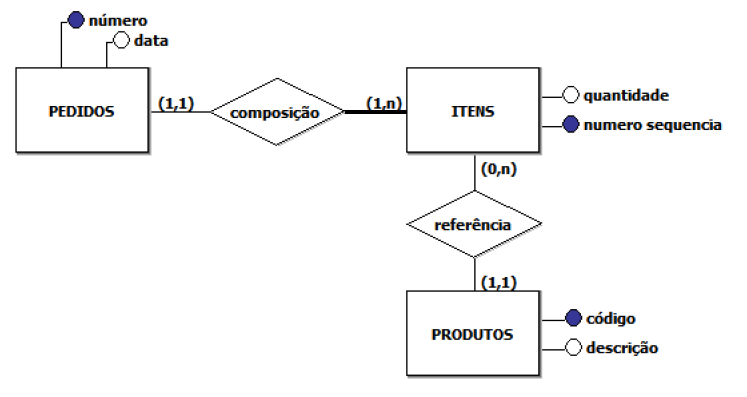 número
data
PEDIDOS
(1,1)
composição
(1,n)
ITENS
quantidade
numero sequencia
(0,n)
referência
(1,1)
PRODUTOS
código
descrição